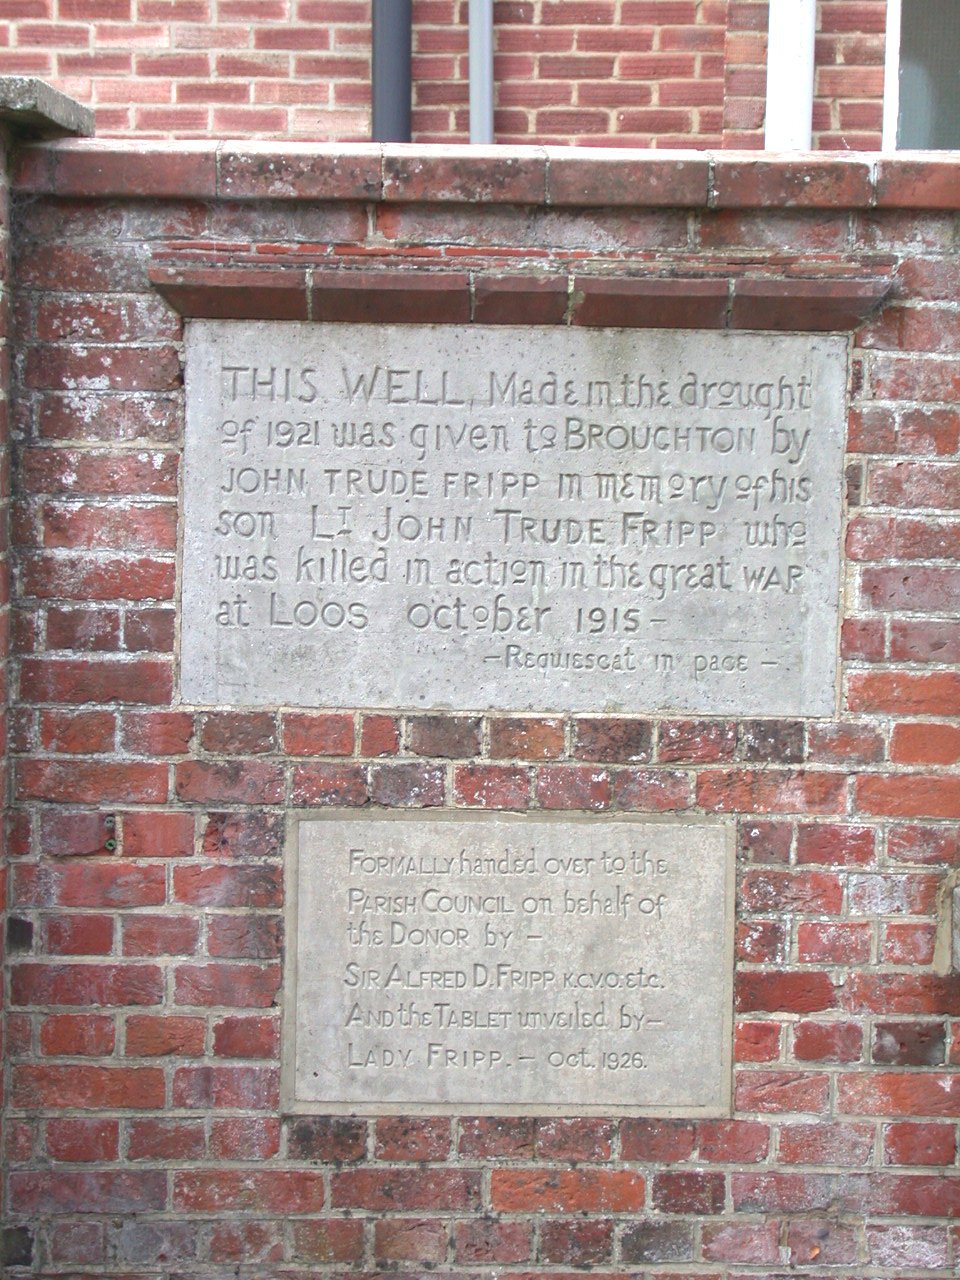 THIS WELL, Made in the drought
of 1921 was given to BROUGHTON by
JOHN TRUDE FRIPP in memory of his
son LT JOHN TRUDE FRIPP who
was killed in action in the great WAR
at LOOS october 1915 –
– Requiescat in pace –
FORMALLY handed over to the
PARISH COUNCIL on behalf of
the DONOR by –
SIR ALFRED D. FRIPP K.C.V.O. etc.
AND the TABLET unveiled by –
LADY FRIPP. – OCT. 1926.